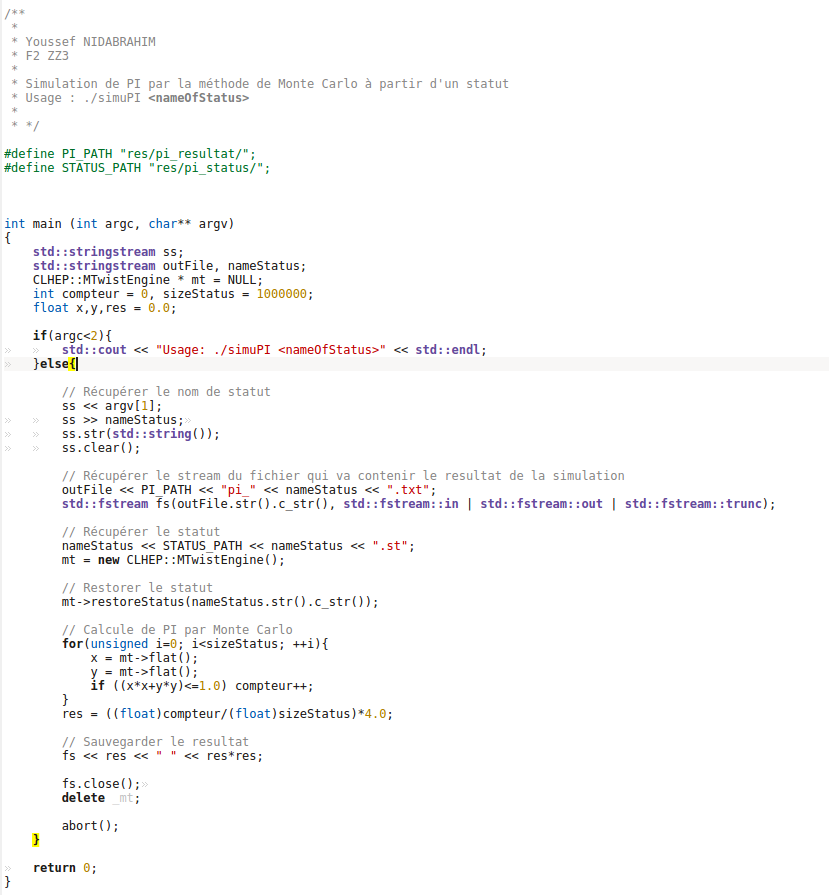 /**
 *
 * Youssef NIDABRAHIM
 * F2 ZZ3
 *
 * Simulation de PI par la méthode de Monte Carlo à partir d'un statut
 * Usage : ./simuPI <nameOfStatus>
 *
 * */
#define PI_PATH "res/pi_resultat/";
#define STATUS_PATH "res/pi_status/";
int main (int argc, char** argv)
{
    std::stringstream ss;
    std::stringstream outFile, nameStatus;
    CLHEP::MTwistEngine * mt = NULL;
    int compteur = 0, sizeStatus = 1000000;
    float x,y,res = 0.0;
    if(argc<2){
»   »   std::cout << "Usage: ./simuPI <nameOfStatus>" << std::endl;
»   }else{
        // Récupérer le nom de statut
        ss << argv[1];
»   »   ss >> nameStatus;»
»   »   ss.str(std::string());
»   »   ss.clear();
        // Récupérer le stream du fichier qui va contenir le resultat de la simulation
        outFile << PI_PATH << "pi_" << nameStatus << ".txt";
        std::fstream fs(outFile.str().c_str(), std::fstream::in | std::fstream::out | std::fstream::trunc);
        // Récupérer le statut
        nameStatus << STATUS_PATH << nameStatus << ".st";
        mt = new CLHEP::MTwistEngine();
        // Restorer le statut
        mt->restoreStatus(nameStatus.str().c_str());
        // Calcule de PI par Monte Carlo
        for(unsigned i=0; i<sizeStatus; ++i){
            x = mt->flat();
            y = mt->flat();
            if ((x*x+y*y)<=1.0) compteur++;
        }
        res = ((float)compteur/(float)sizeStatus)*4.0;
        // Sauvegarder le resultat
        fs << res << " " << res*res;
        fs.close();»
        delete _mt;
        abort();
    }
»   return 0;
}